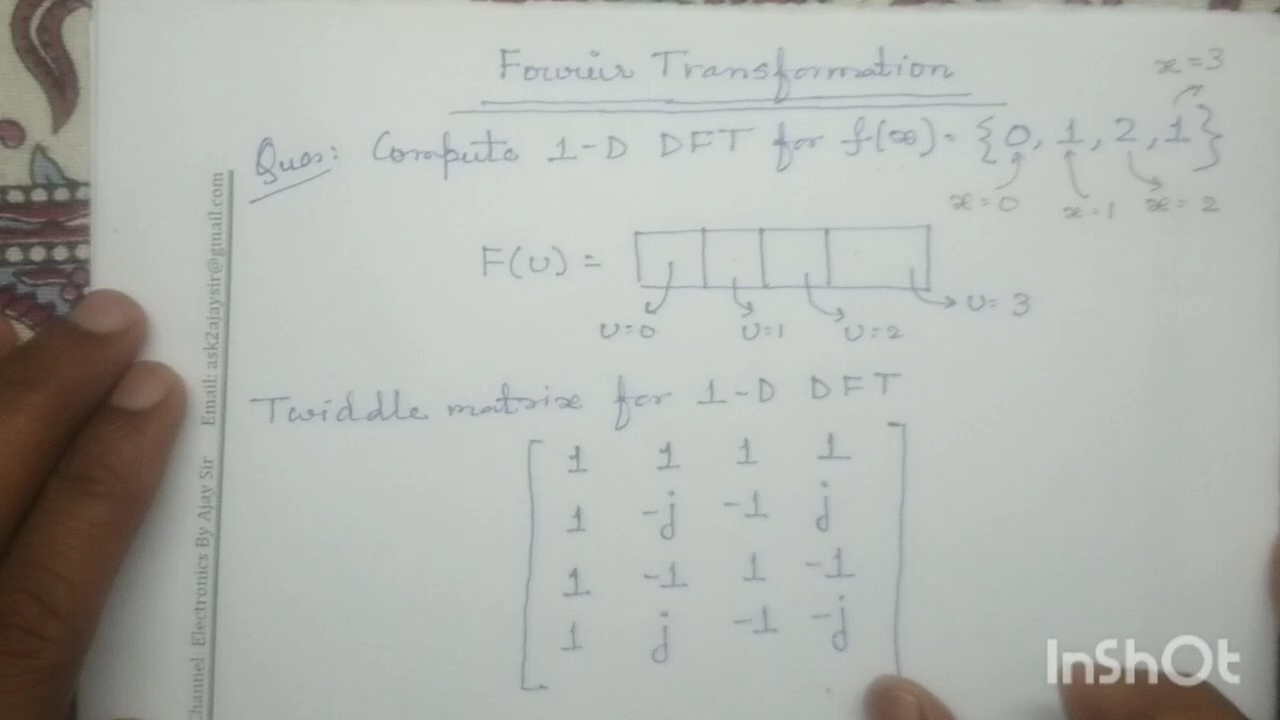 Fourier Transformation
x=3
Ques: Compute 1-D DFT for f(x) = {0, 1, 2, 1}
x=0 x=1 x=2
F(U) =
U=0 U=1 U=2 U=3
Twiddle matrix for 1-D DFT
1 1 1 1
1 -j -1 j
1 -1 1 -1
1 j -1 -j
hannel Electronics By Ajay Sir Email: ask2ajaysir@gmail.com
InShOt